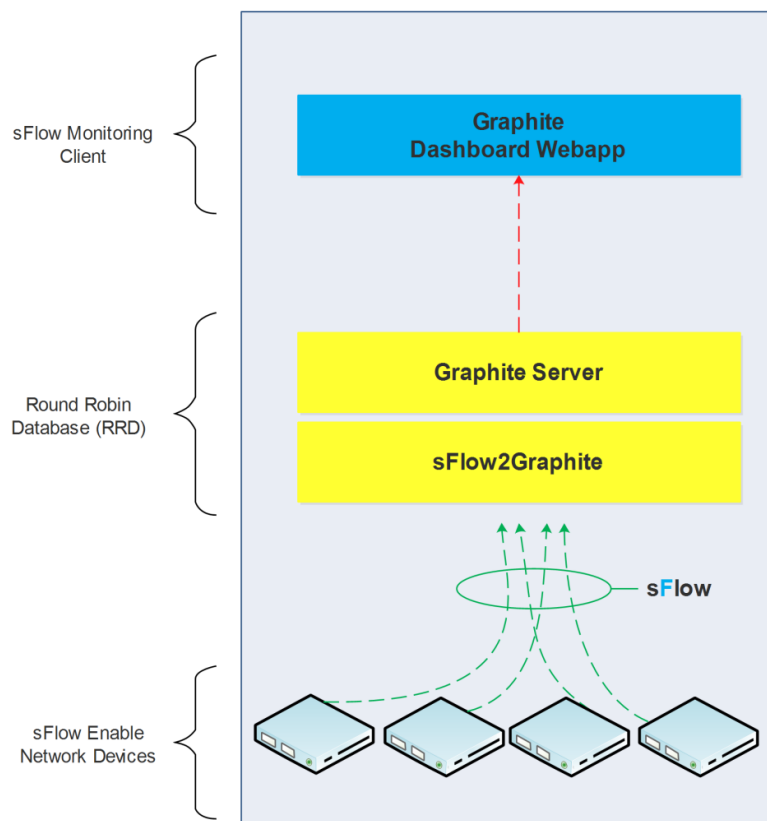 sFlow Monitoring
Client
Graphite
Dashboard Webapp
Round Robin
Database (RRD)
Graphite Server
sFlow2Graphite
sFlow
sFlow Enable
Network Devices